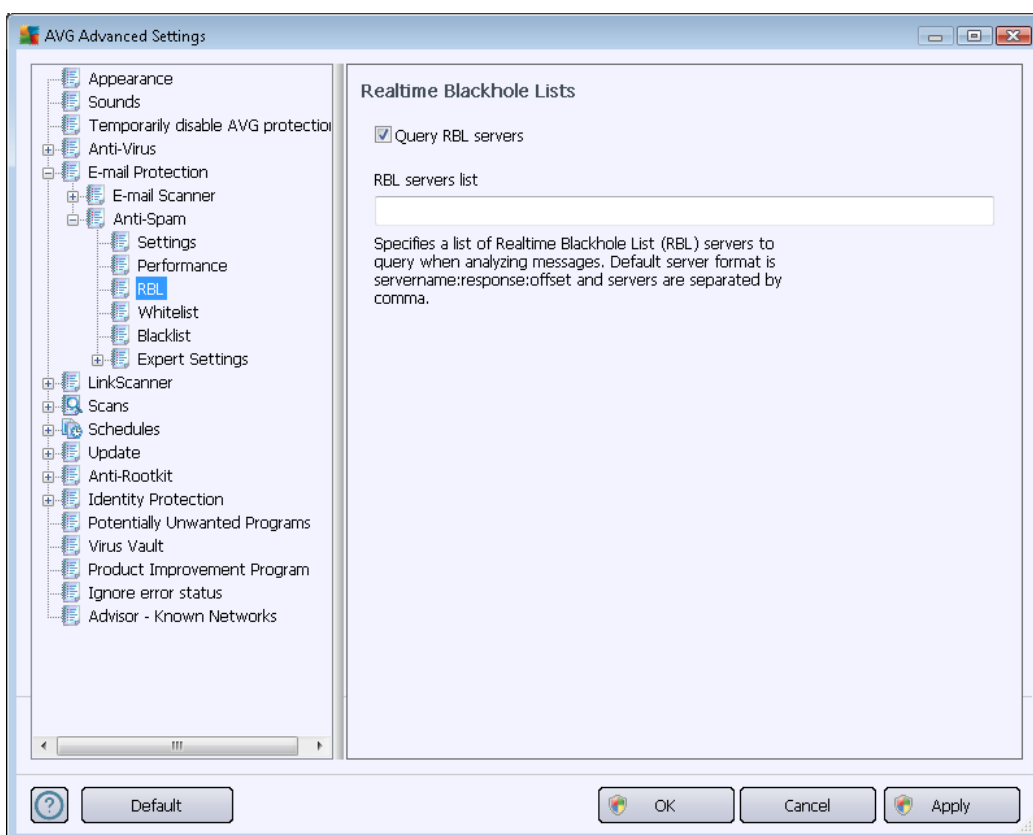 AVG Advanced Settings
Appearance
Sounds
Temporarily disable AVG protection
Anti-Virus
E-mail Protection
E-mail Scanner
Anti-Spam
Settings
Performance
RBL
Whitelist
Blacklist
Expert Settings
LinkScanner
Scans
Schedules
Update
Anti-Rootkit
Identity Protection
Potentially Unwanted Programs
Virus Vault
Product Improvement Program
Ignore error status
Advisor - Known Networks
Realtime Blackhole Lists
Query RBL servers
RBL servers list
Specifies a list of Realtime Blackhole List (RBL) servers to
query when analyzing messages. Default server format is
servername:response:offset and servers are separated by
comma.
Default
OK
Cancel
Apply